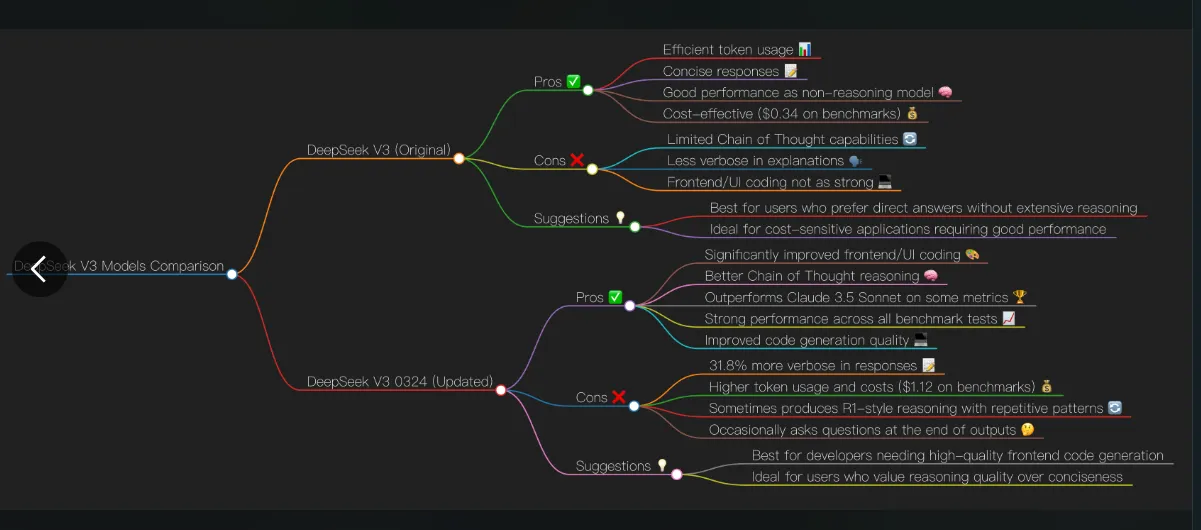 DeepSeek V3 Models Comparison
DeepSeek V3 (Original)
Pros ✅
Efficient token usage 📊
Concise responses 📝
Good performance as non-reasoning model 🧠
Cost-effective ($0.34 on benchmarks) 💰
Cons ❌
Limited Chain of Thought capabilities 🔄
Less verbose in explanations 🗣️
Frontend/UI coding not as strong 💻
Suggestions 💡
Best for users who prefer direct answers without extensive reasoning
Ideal for cost-sensitive applications requiring good performance
DeepSeek V3 0324 (Updated)
Pros ✅
Significantly improved frontend/UI coding 🎨
Better Chain of Thought reasoning 🧠
Outperforms Claude 3.5 Sonnet on some metrics 🏆
Strong performance across all benchmark tests 📈
Improved code generation quality 💻
Cons ❌
31.8% more verbose in responses 📝
Higher token usage and costs ($1.12 on benchmarks) 💰
Sometimes produces R1-style reasoning with repetitive patterns 🔄
Occasionally asks questions at the end of outputs 🤔
Suggestions 💡
Best for developers needing high-quality frontend code generation
Ideal for users who value reasoning quality over conciseness